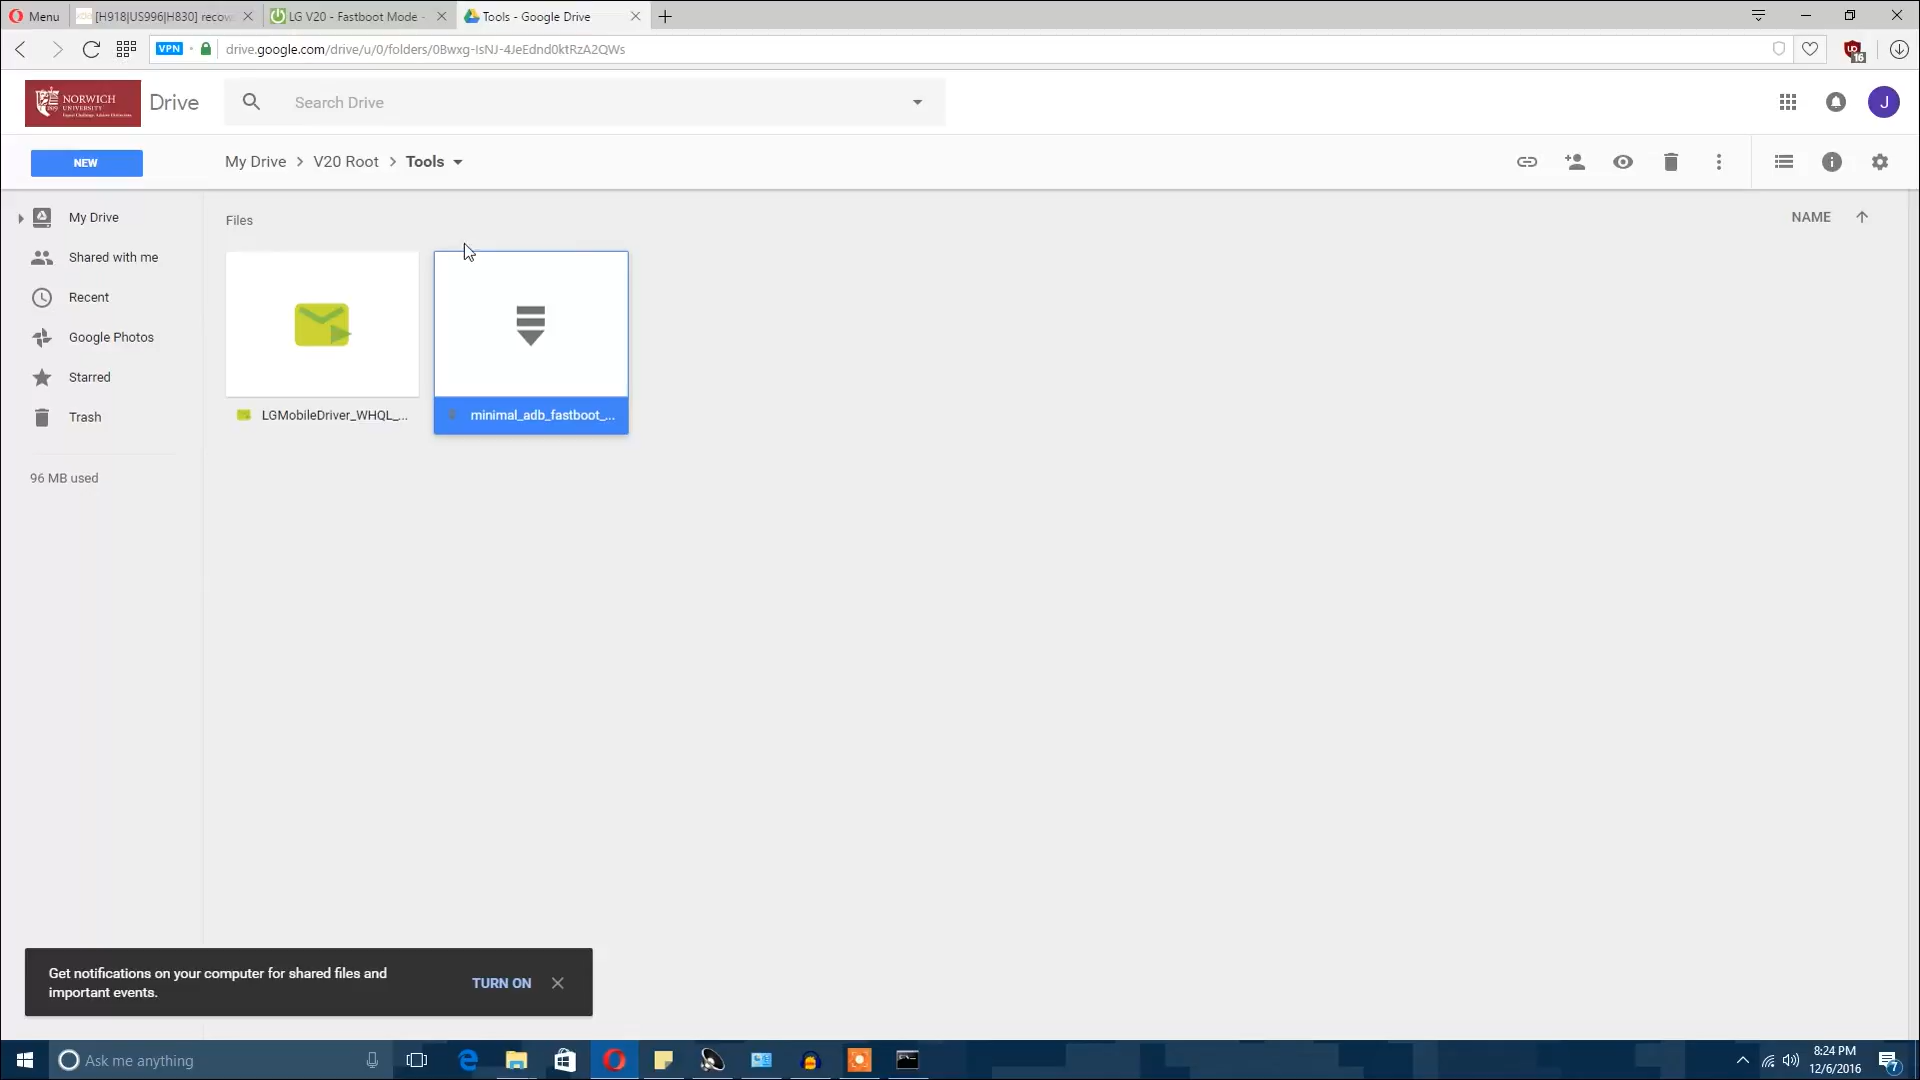 Menu
[H918|US996|H830] recow
LG V20 - Fastboot Mode -
Tools - Google Drive
VPN
drive.google.com/drive/u/0/folders/0Bwxg-IsNJ-4JeEdnd0ktRzA2QWs
16
NORWICH
UNIVERSITY
Drive
Search Drive
J
NEW
My Drive > V20 Root > Tools
My Drive
Shared with me
Recent
Google Photos
Starred
Trash
96 MB used
Files
NAME
LGMobileDriver_WHQL_...
minimal_adb_fastboot_...
Get notifications on your computer for shared files and
important events.
TURN ON
Ask me anything
8:24 PM
12/6/2016
7